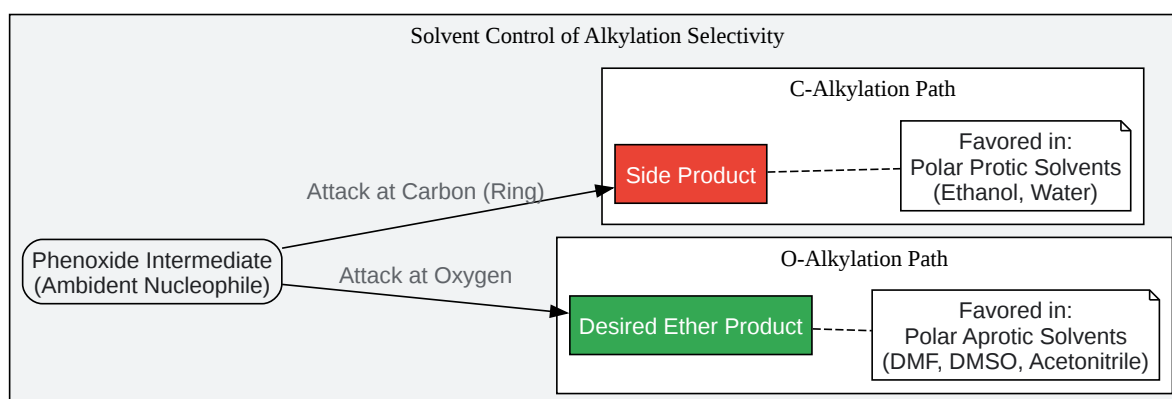 Solvent Control of Alkylation Selectivity
C-Alkylation Path
Favored in:
Polar Protic Solvents
(Ethanol, Water)
Side Product
Attack at Carbon (Ring)
Phenoxide Intermediate
(Ambident Nucleophile)
Attack at Oxygen
O-Alkylation Path
Desired Ether Product
Favored in:
Polar Aprotic Solvents
(DMF, DMSO, Acetonitrile)